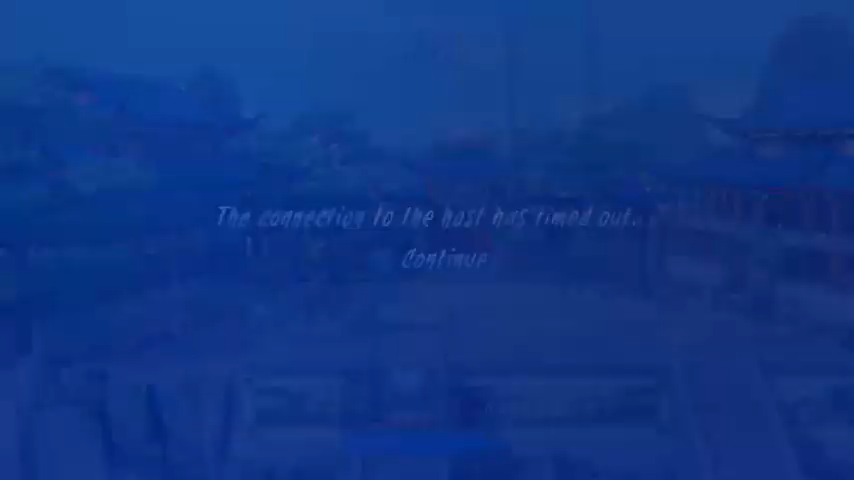 The connection to the host has timed out.
Continue